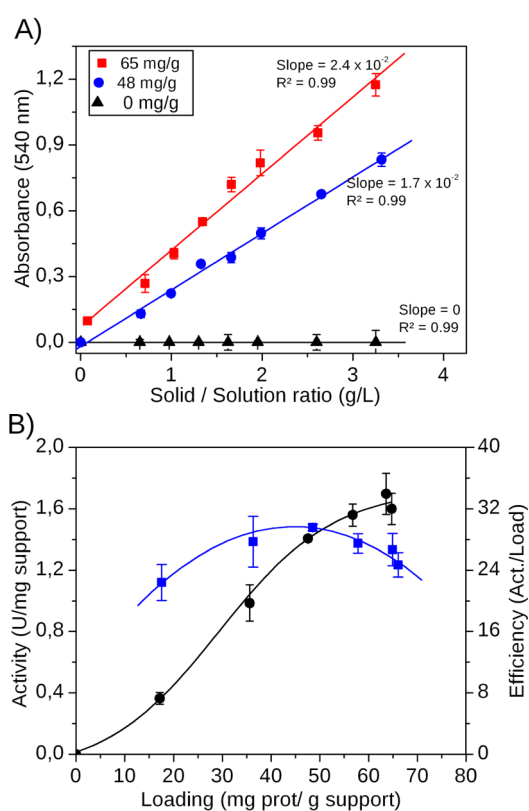 A)
65 mg/g
48 mg/g
0 mg/g
Slope = 2.4 x 10⁻²
R² = 0.99
Slope = 1.7 x 10⁻²
R² = 0.99
Slope = 0
R² = 0.99
Absorbance (540 nm)
1,2
0,9
0,6
0,3
0,0
0 1 2 3 4
Solid / Solution ratio (g/L)
B)
Activity (U/mg support)
2,0
1,6
1,2
0,8
0,4
0,0
40
32
24
16
8
0
Efficiency (Act./Load)
0 10 20 30 40 50 60 70 80
Loading (mg prot/ g support)